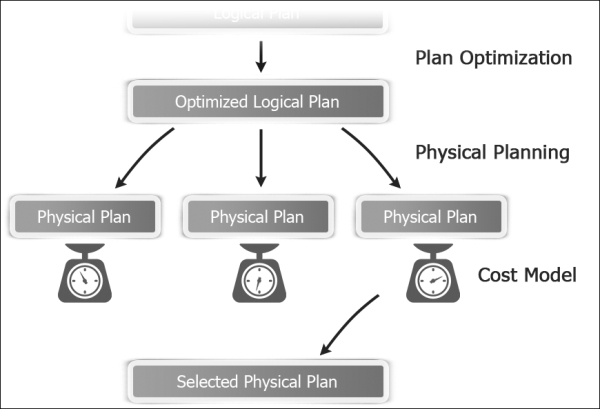 Logical Plan
Plan Optimization
Optimized Logical Plan
Physical Planning
Physical Plan
Physical Plan
Physical Plan
Cost Model
Selected Physical Plan